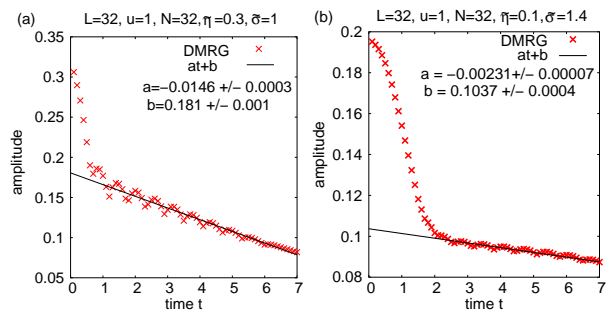 (a) L=32, u=1, N=32, η̃=0.3, σ̃=1
DMRG
at+b
a=-0.0146 +/- 0.0003
b=0.181 +/- 0.001
0.35
0.3
0.25
0.2
0.15
0.1
0.05
amplitude
0 1 2 3 4 5 6 7
time t
(b) L=32, u=1, N=32, η̃=0.1, σ̃=1.4
DMRG
at+b
a = -0.00231+/- 0.00007
b = 0.1037 +/- 0.0004
0.2
0.18
0.16
0.14
0.12
0.1
0.08
amplitude
0 1 2 3 4 5 6 7
time t